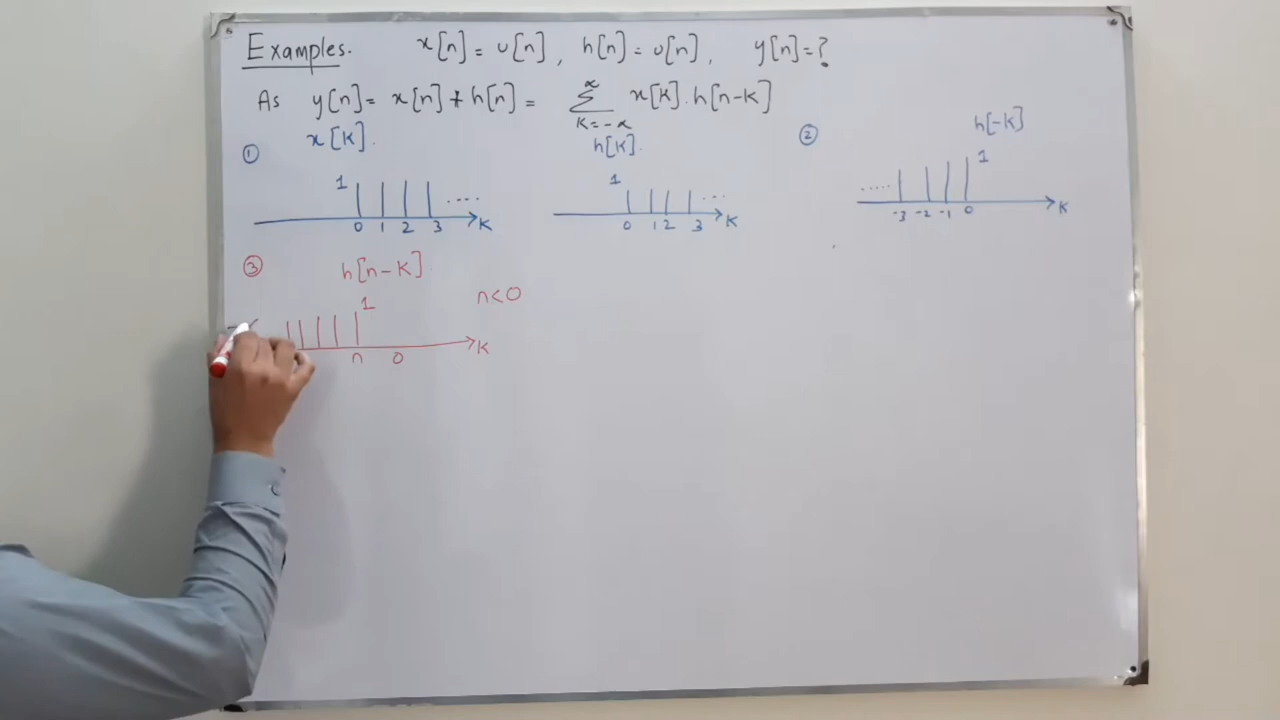 Examples. x[n] = u[n], h[n] = u[n], y[n] = ?
As y[n] = x[n] * h[n] = ∑ x[k].h[n-k]
∝
k=-∝
① x[k]. h[k]. ② h[-k]
1 .... 1 ... ..... 1
0 1 2 3 k 0 1 2 3 k -3 -2 -1 0 k
③ h[n-k]
n<0
1
n 0 k